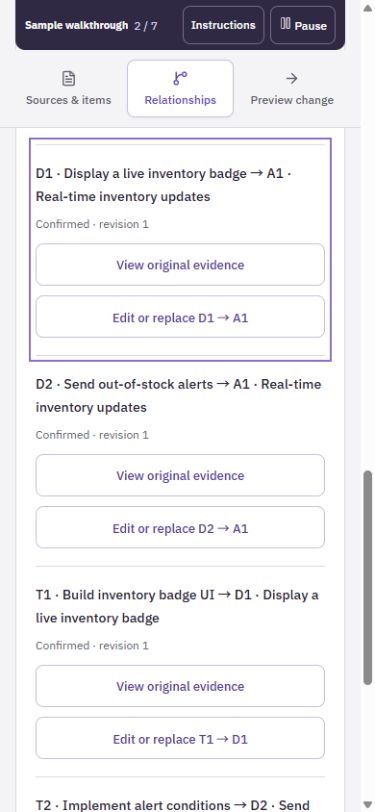 Sample walkthrough 2 / 7
Instructions
Pause
Sources & items
Relationships
Preview change
D1 · Display a live inventory badge → A1 ·
Real-time inventory updates
Confirmed · revision 1
View original evidence
Edit or replace D1 → A1
D2 · Send out-of-stock alerts → A1 · Real-time
inventory updates
Confirmed · revision 1
View original evidence
Edit or replace D2 → A1
T1 · Build inventory badge UI → D1 · Display a
live inventory badge
Confirmed · revision 1
View original evidence
Edit or replace T1 → D1
T2 · Implement alert conditions → D2 · Send